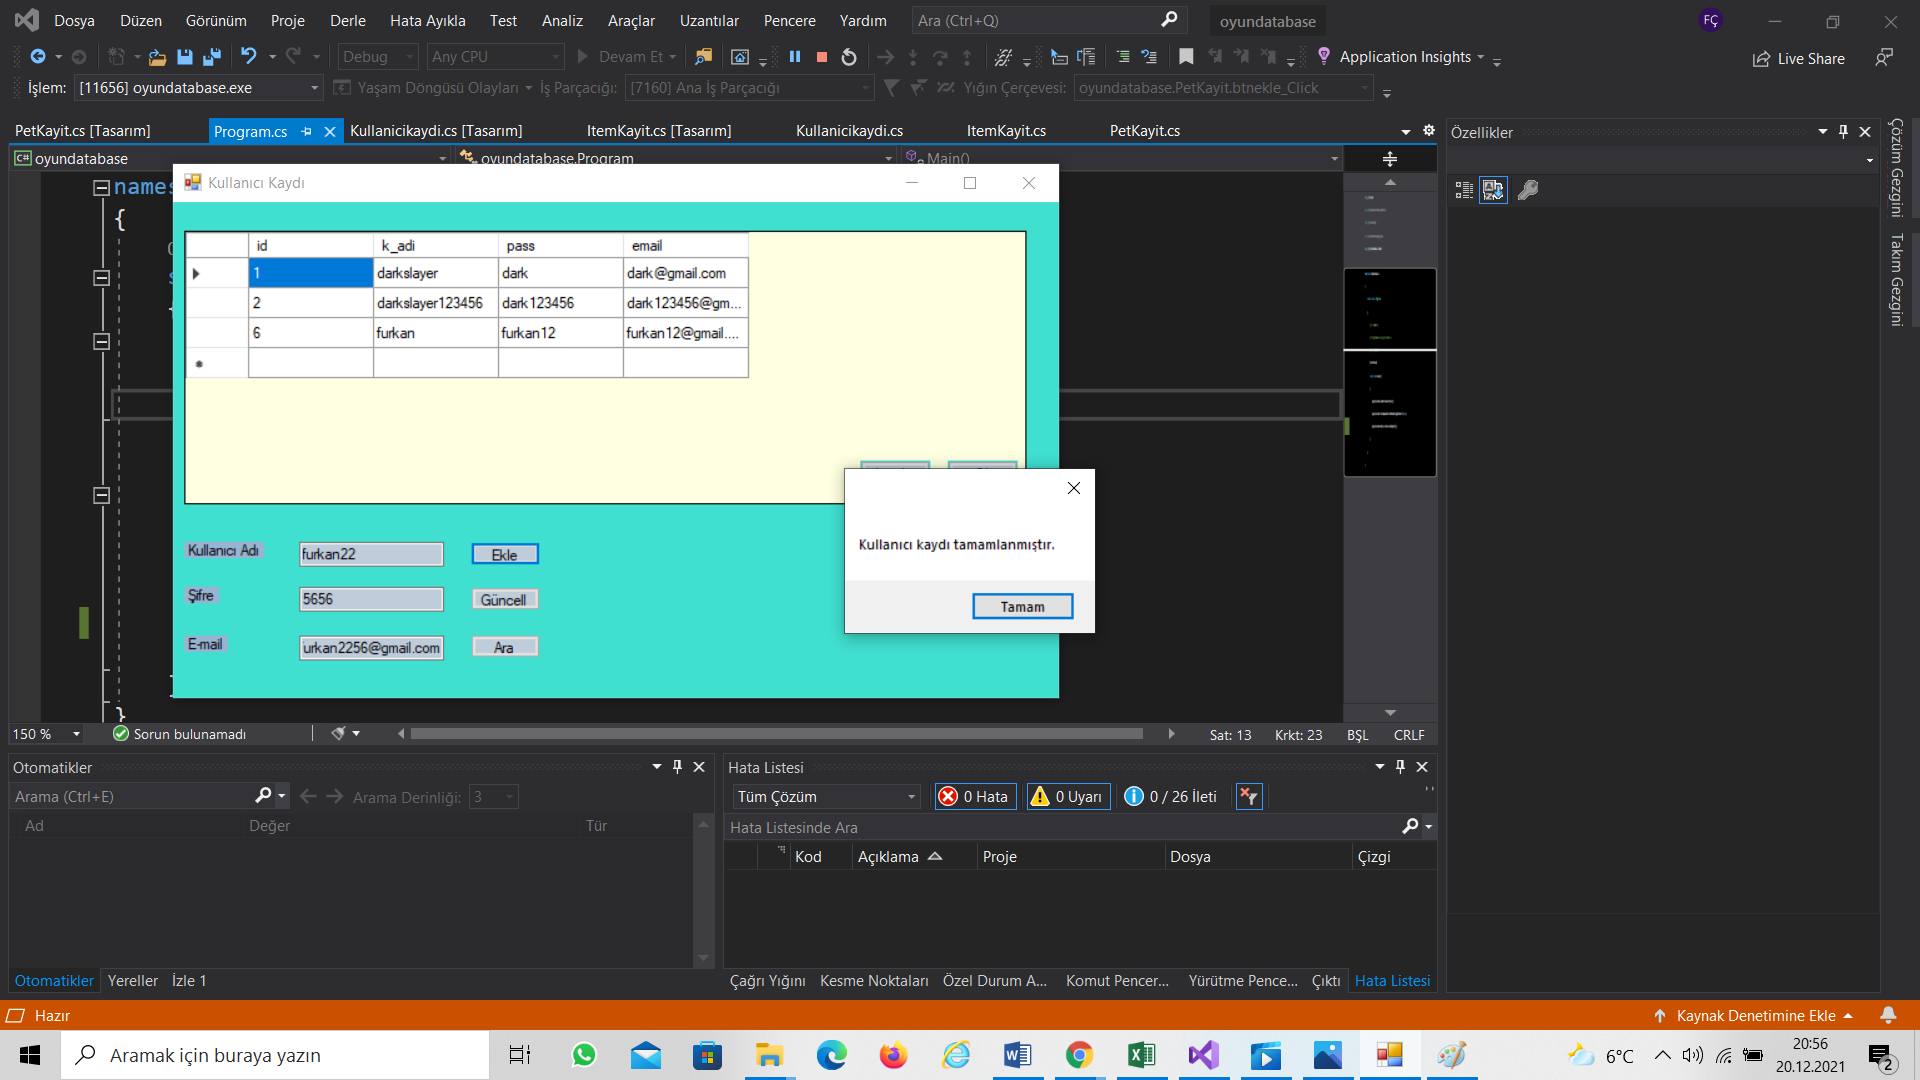 Dosya Düzen Görünüm Proje Derle Hata Ayıkla Test Analiz Araçlar Uzantılar Pencere Yardım Ara (Ctrl+Q) oyundatabase FÇ
Debug Any CPU Devam Et Application Insights Live Share
İşlem: [11656] oyundatabase.exe Yaşam Döngüsü Olayları İş Parçacığı: [7160] Ana İş Parçacığı Yığın Çerçevesi: oyundatabase.PetKayit.btnekle_Click
PetKayit.cs [Tasarım] Program.cs Kullanicikaydi.cs [Tasarım] ItemKayit.cs [Tasarım] Kullanicikaydi.cs ItemKayit.cs PetKayit.cs
C# oyundatabase oyundatabase.Program Main()
names
{
}
Kullanıcı Kaydı
id k_adi pass email
1 darkslayer dark dark@gmail.com
2 darkslayer123456 dark123456 dark123456@gm...
6 furkan furkan12 furkan12@gmail....
Kullanıcı Adı furkan22 Ekle
Şifre 5656 Güncell
E-mail urkan2256@gmail.com Ara
Kullanıcı kaydı tamamlanmıştır.
Tamam
Özellikler
Çözüm Gezgini
Takım Gezgini
150 % Sorun bulunamadı Sat: 13 Krkt: 23 BŞL CRLF
Otomatikler
Arama (Ctrl+E) Arama Derinliği: 3
Ad Değer Tür
Otomatikler Yereller İzle 1
Hata Listesi
Tüm Çözüm 0 Hata 0 Uyarı 0 / 26 İleti
Hata Listesinde Ara
Kod Açıklama Proje Dosya Çizgi
Çağrı Yığını Kesme Noktaları Özel Durum A... Komut Pencer... Yürütme Pence... Çıktı Hata Listesi
Hazır Kaynak Denetimine Ekle
Aramak için buraya yazın
6°C
20:56
20.12.2021
2